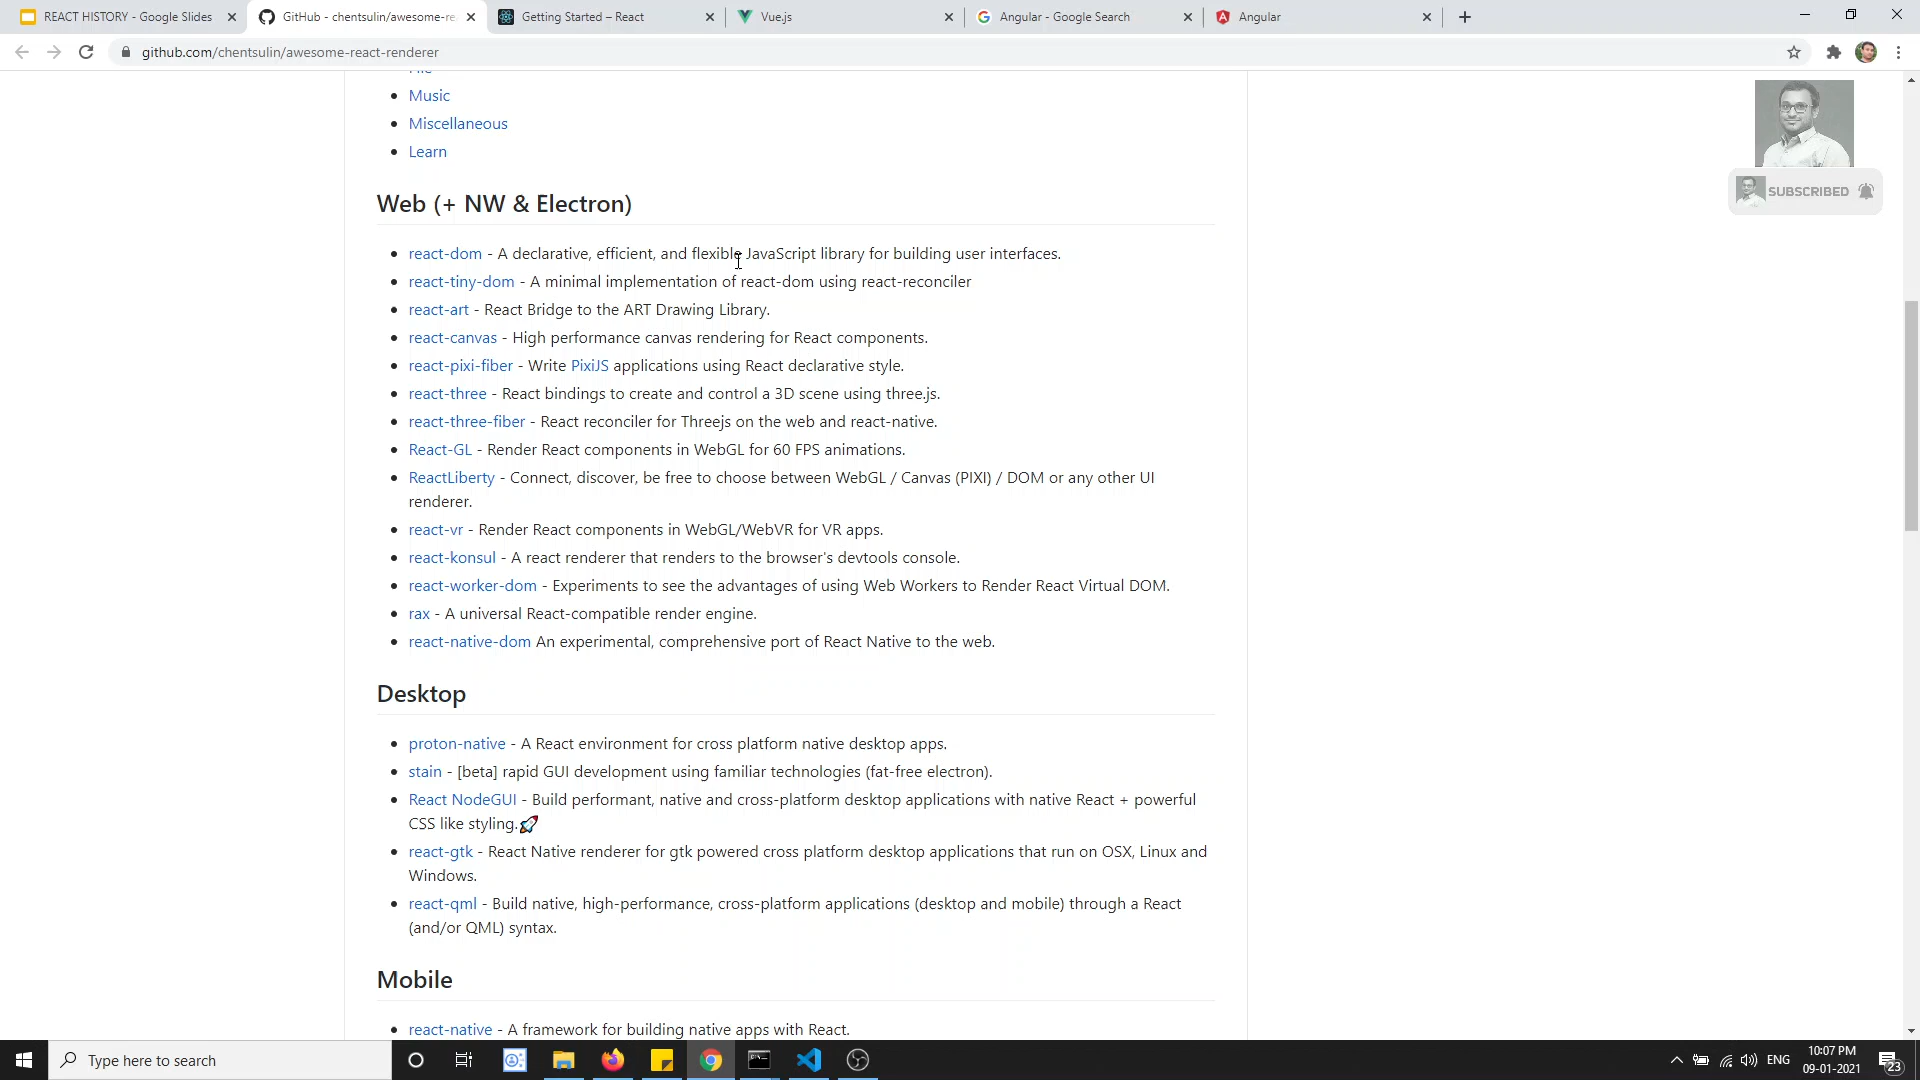 REACT HISTORY - Google Slides
GitHub - chentsulin/awesome-re
Getting Started – React
Vue.js
Angular - Google Search
Angular
github.com/chentsulin/awesome-react-renderer
Music
Miscellaneous
Learn
SUBSCRIBED
Web (+ NW & Electron)
react-dom - A declarative, efficient, and flexible JavaScript library for building user interfaces.
react-tiny-dom - A minimal implementation of react-dom using react-reconciler
react-art - React Bridge to the ART Drawing Library.
react-canvas - High performance canvas rendering for React components.
react-pixi-fiber - Write PixiJS applications using React declarative style.
react-three - React bindings to create and control a 3D scene using three.js.
react-three-fiber - React reconciler for Threejs on the web and react-native.
React-GL - Render React components in WebGL for 60 FPS animations.
ReactLiberty - Connect, discover, be free to choose between WebGL / Canvas (PIXI) / DOM or any other UI
renderer.
react-vr - Render React components in WebGL/WebVR for VR apps.
react-konsul - A react renderer that renders to the browser's devtools console.
react-worker-dom - Experiments to see the advantages of using Web Workers to Render React Virtual DOM.
rax - A universal React-compatible render engine.
react-native-dom An experimental, comprehensive port of React Native to the web.
Desktop
proton-native - A React environment for cross platform native desktop apps.
stain - [beta] rapid GUI development using familiar technologies (fat-free electron).
React NodeGUI - Build performant, native and cross-platform desktop applications with native React + powerful
CSS like styling.🚀
react-gtk - React Native renderer for gtk powered cross platform desktop applications that run on OSX, Linux and
Windows.
react-qml - Build native, high-performance, cross-platform applications (desktop and mobile) through a React
(and/or QML) syntax.
Mobile
react-native - A framework for building native apps with React.
Type here to search
ENG
10:07 PM
09-01-2021
23